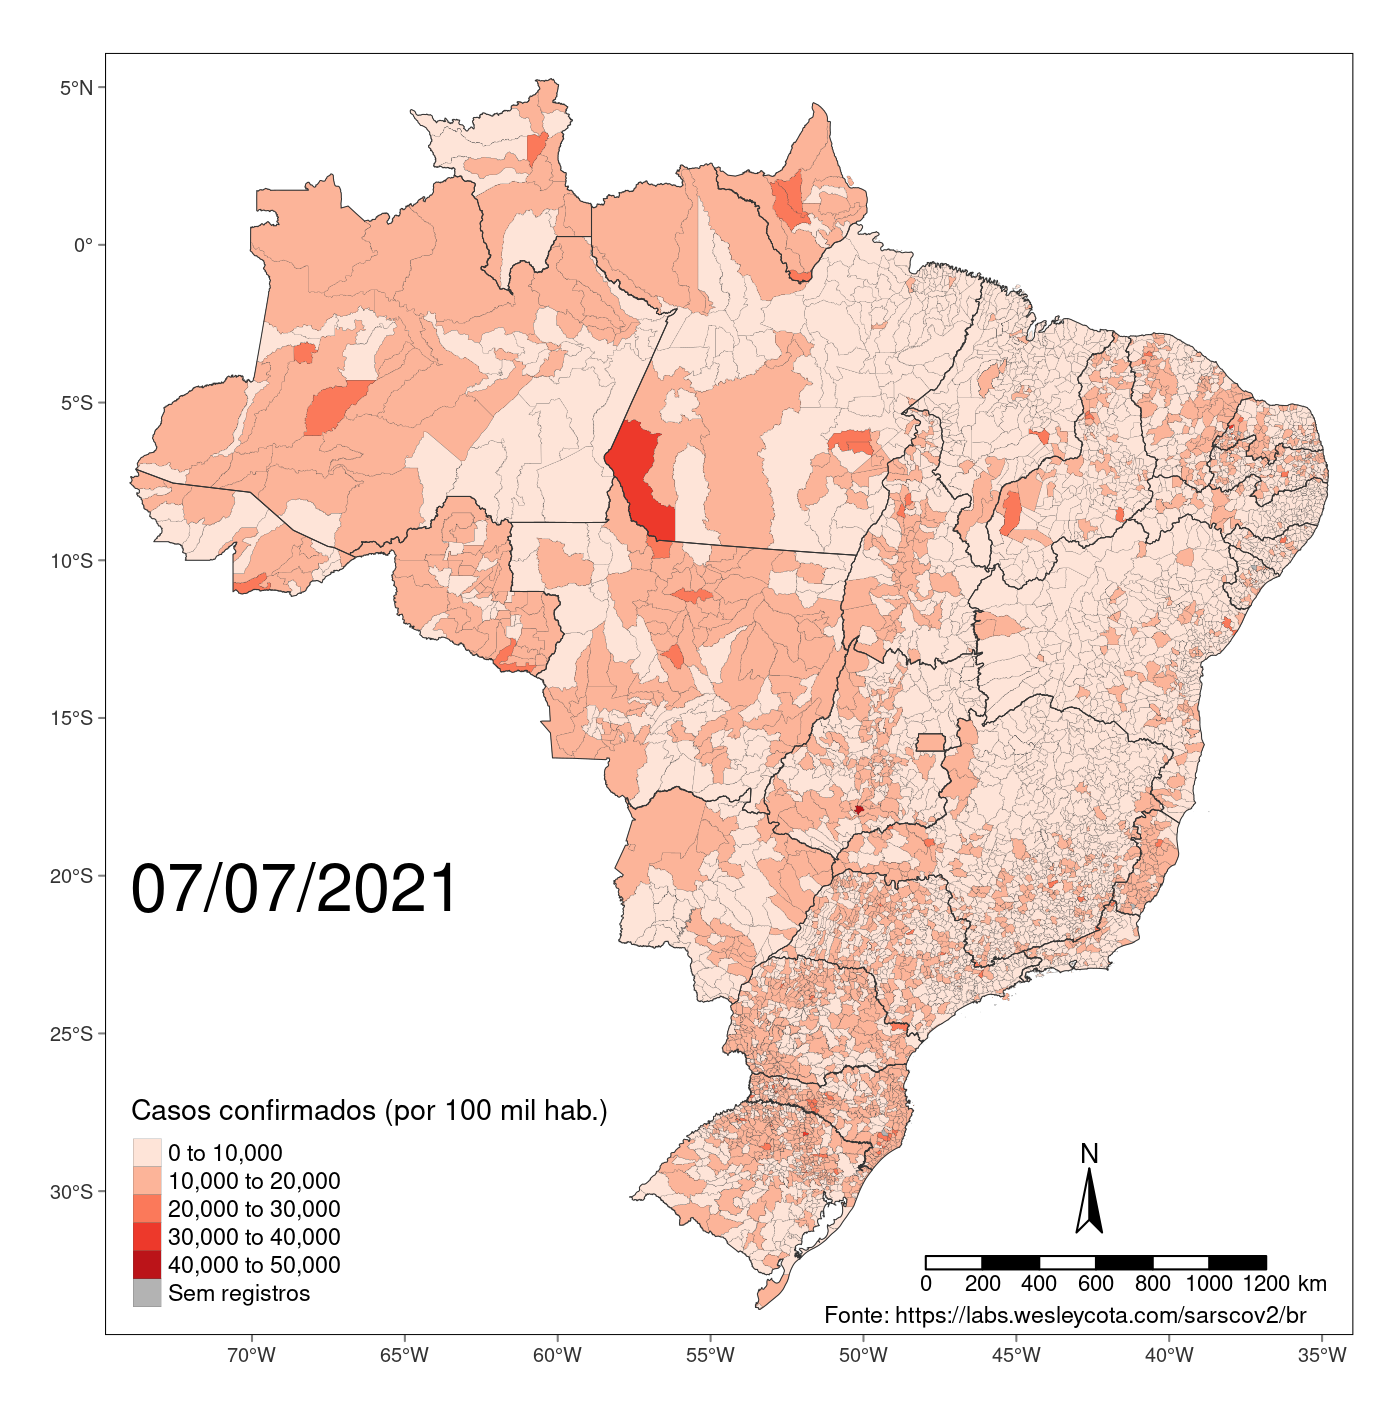 5°N
0°
5°S
10°S
15°S
20°S
25°S
30°S
07/07/2021
Casos confirmados (por 100 mil hab.)
0 to 10,000
10,000 to 20,000
20,000 to 30,000
30,000 to 40,000
40,000 to 50,000
Sem registros
N
0 200 400 600 800 1000 1200 km
Fonte: https://labs.wesleycota.com/sarscov2/br
70°W 65°W 60°W 55°W 50°W 45°W 40°W 35°W